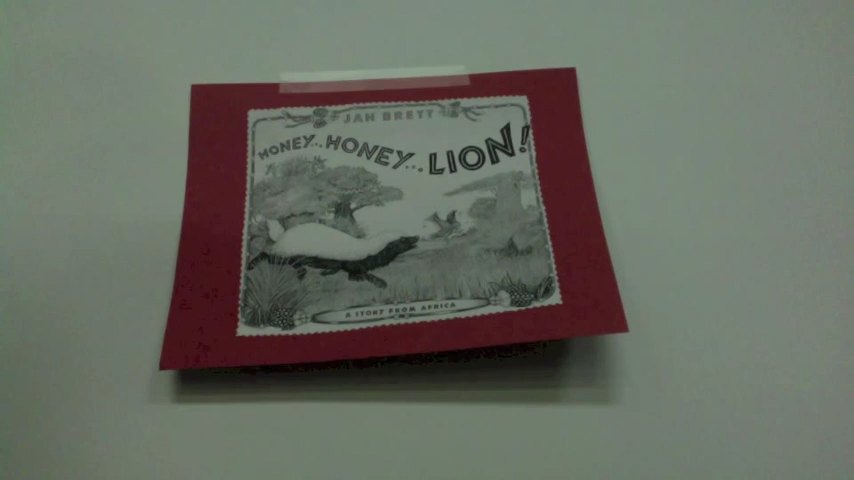 JAN BRETT
HONEY...HONEY...LION!
A STORY FROM AFRICA